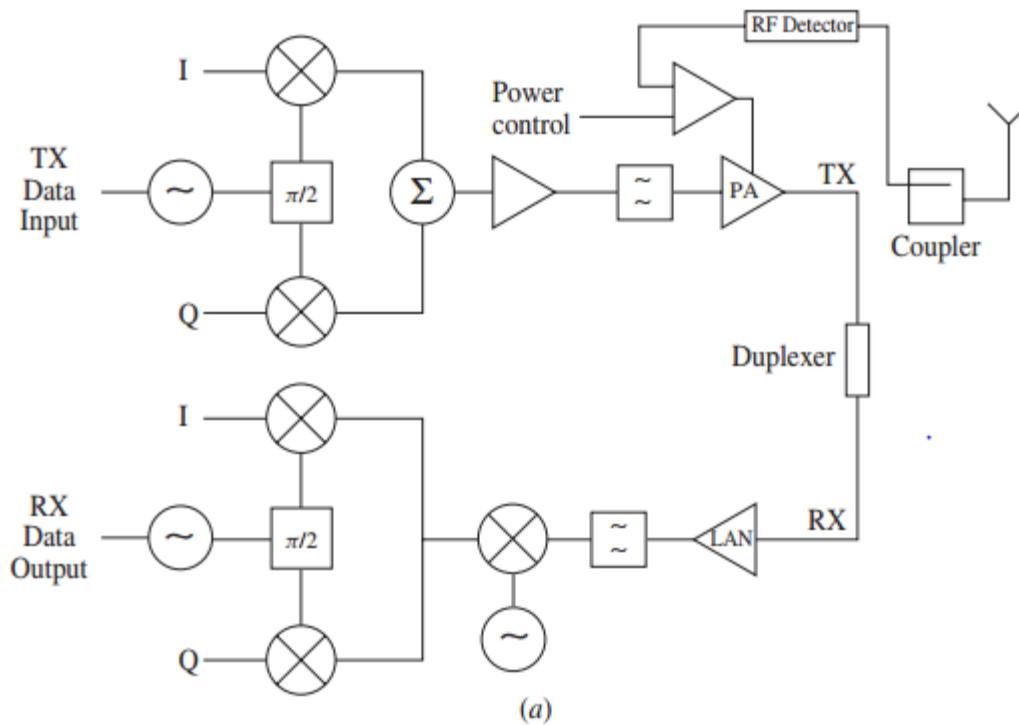 RF Detector
I
Power
control
TX
Data
Input
~
π/2
Σ
~
~
PA
TX
Coupler
Q
Duplexer
I
RX
Data
Output
~
π/2
~
~
LAN
RX
~
Q
(a)